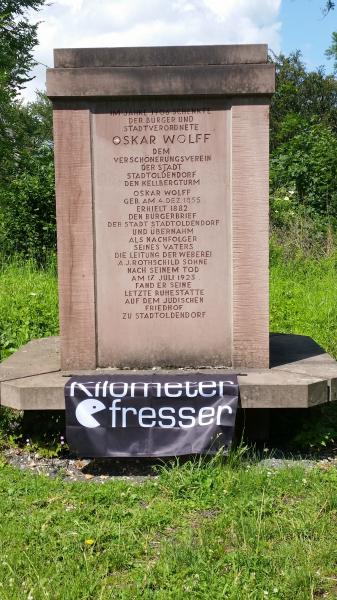 IM JAHRE 1906 SCHENKTE
DER BÜRGER UND
STADTVERORDNETE
OSKAR WOLFF
DEM
VERSCHÖNERUNGSVEREIN
DER STADT
STADTOLDENDORF
DEN KELLBERGTURM
OSKAR WOLFF
GEB. AM 4. DEZ. 1855
ERHIELT 1882
DEN BÜRGERBRIEF
DER STADT STADTOLDENDORF
UND ÜBERNAHM
ALS NACHFOLGER
SEINES VATERS
DIE LEITUNG DER WEBEREI
A.J. ROTHSCHILD SÖHNE
NACH SEINEM TOD
AM 17. JULI 1923
FAND ER SEINE
LETZTE RUHESTÄTTE
AUF DEM JÜDISCHEN
FRIEDHOF
ZU STADTOLDENDORF
Kilometer
fresser